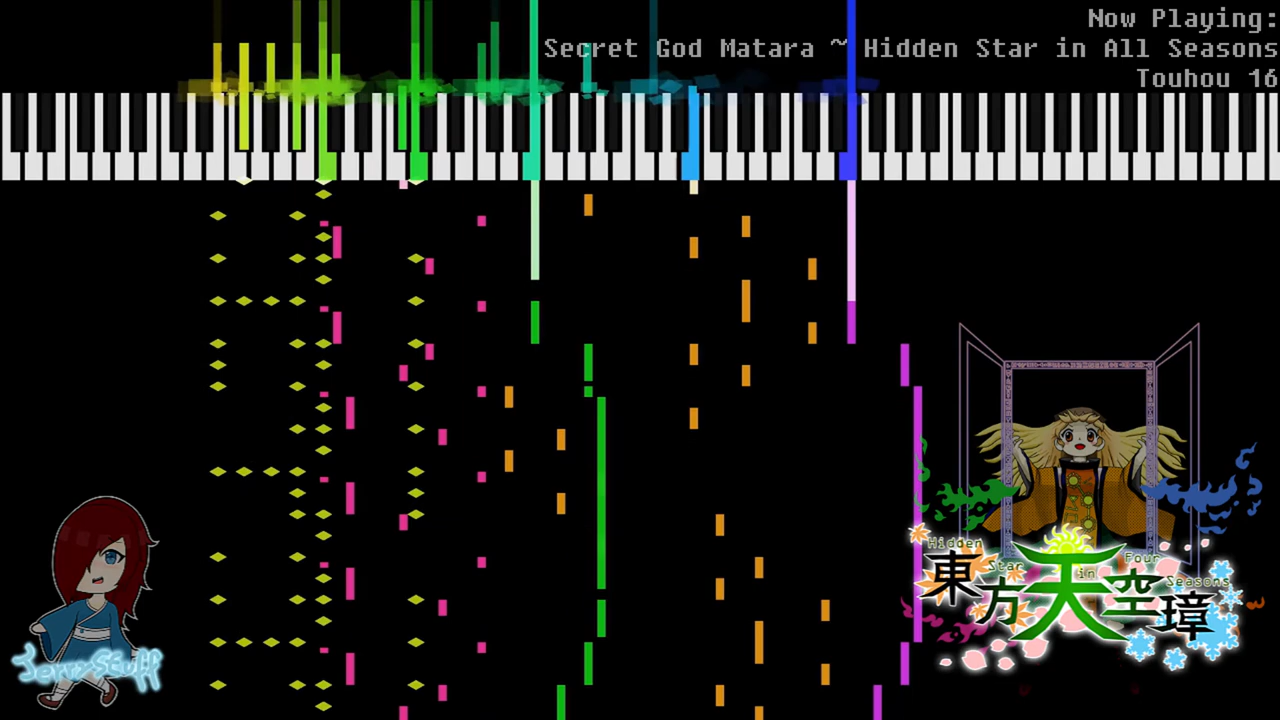 Now Playing:
Secret God Matara ~ Hidden Star in All Seasons
Touhou 16
Hidden
Star
in
Four
Seasons
東方天空璋